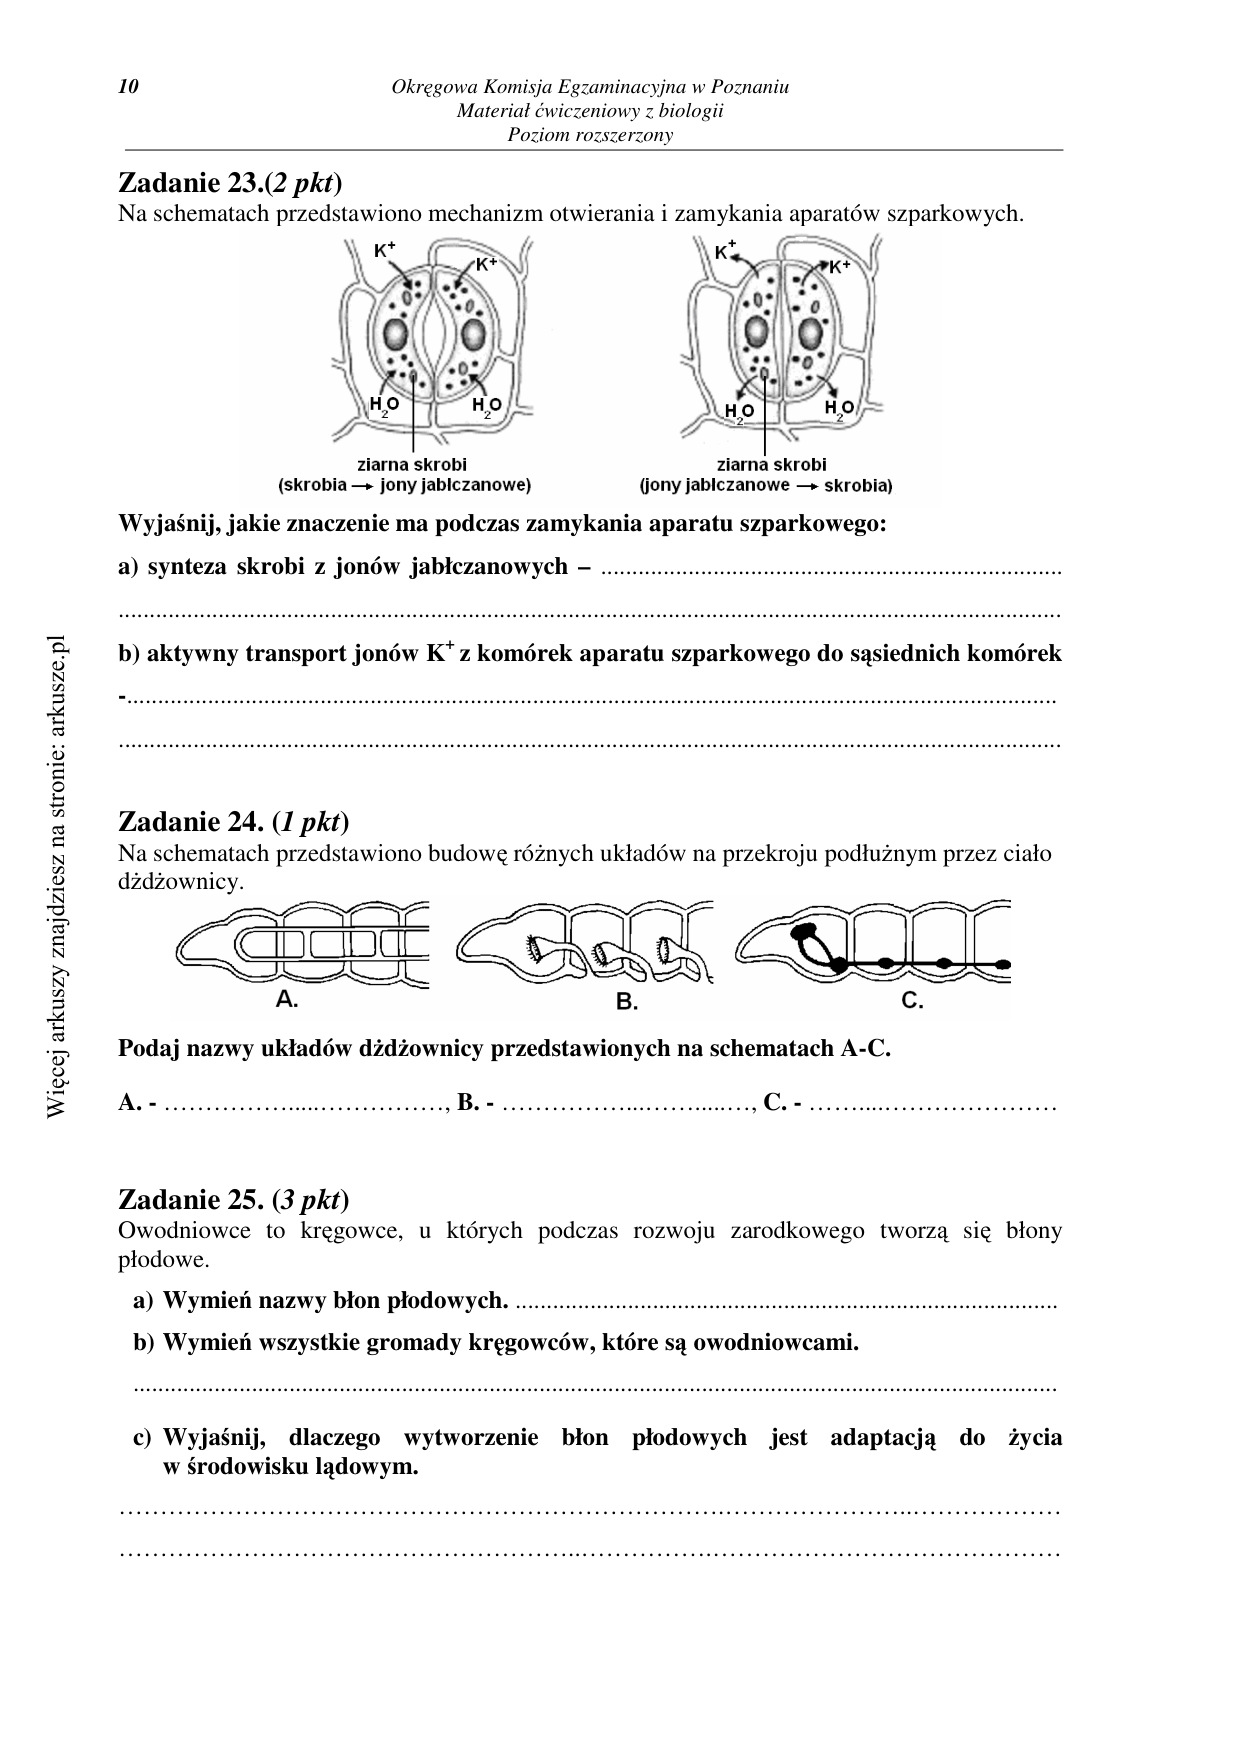 10
Okręgowa Komisja Egzaminacyjna w Poznaniu
Materiał ćwiczeniowy z biologii
Poziom rozszerzony
Zadanie 23.(2 pkt)
Na schematach przedstawiono mechanizm otwierania i zamykania aparatów szparkowych.
K+ K+ K+ K+
H2O H2O H2O H2O
ziarna skrobi ziarna skrobi
(skrobia → jony jablczanowe) (jony jablczanowe → skrobia)
Wyjaśnij, jakie znaczenie ma podczas zamykania aparatu szparkowego:
a) synteza skrobi z jonów jabłczanowych – ..........................................................................
.......................................................................................................................................................
b) aktywny transport jonów K+ z komórek aparatu szparkowego do sąsiednich komórek
-.....................................................................................................................................................
.......................................................................................................................................................
Zadanie 24. (1 pkt)
Na schematach przedstawiono budowę różnych układów na przekroju podłużnym przez ciało
dżdżownicy.
A. B. C.
Podaj nazwy układów dżdżownicy przedstawionych na schematach A-C.
A. - …………….....……………, B. - ……………...…….....…, C. - ……....…………………
Zadanie 25. (3 pkt)
Owodniowce to kręgowce, u których podczas rozwoju zarodkowego tworzą się błony
płodowe.
a) Wymień nazwy błon płodowych. .......................................................................................
b) Wymień wszystkie gromady kręgowców, które są owodniowcami.
....................................................................................................................................................
c) Wyjaśnij, dlaczego wytworzenie błon płodowych jest adaptacją do życia
w środowisku lądowym.
……………………………………………………………….…………………..………………
………………………………………………..…………….……………………………………
Więcej arkuszy znajdziesz na stronie: arkusze.pl